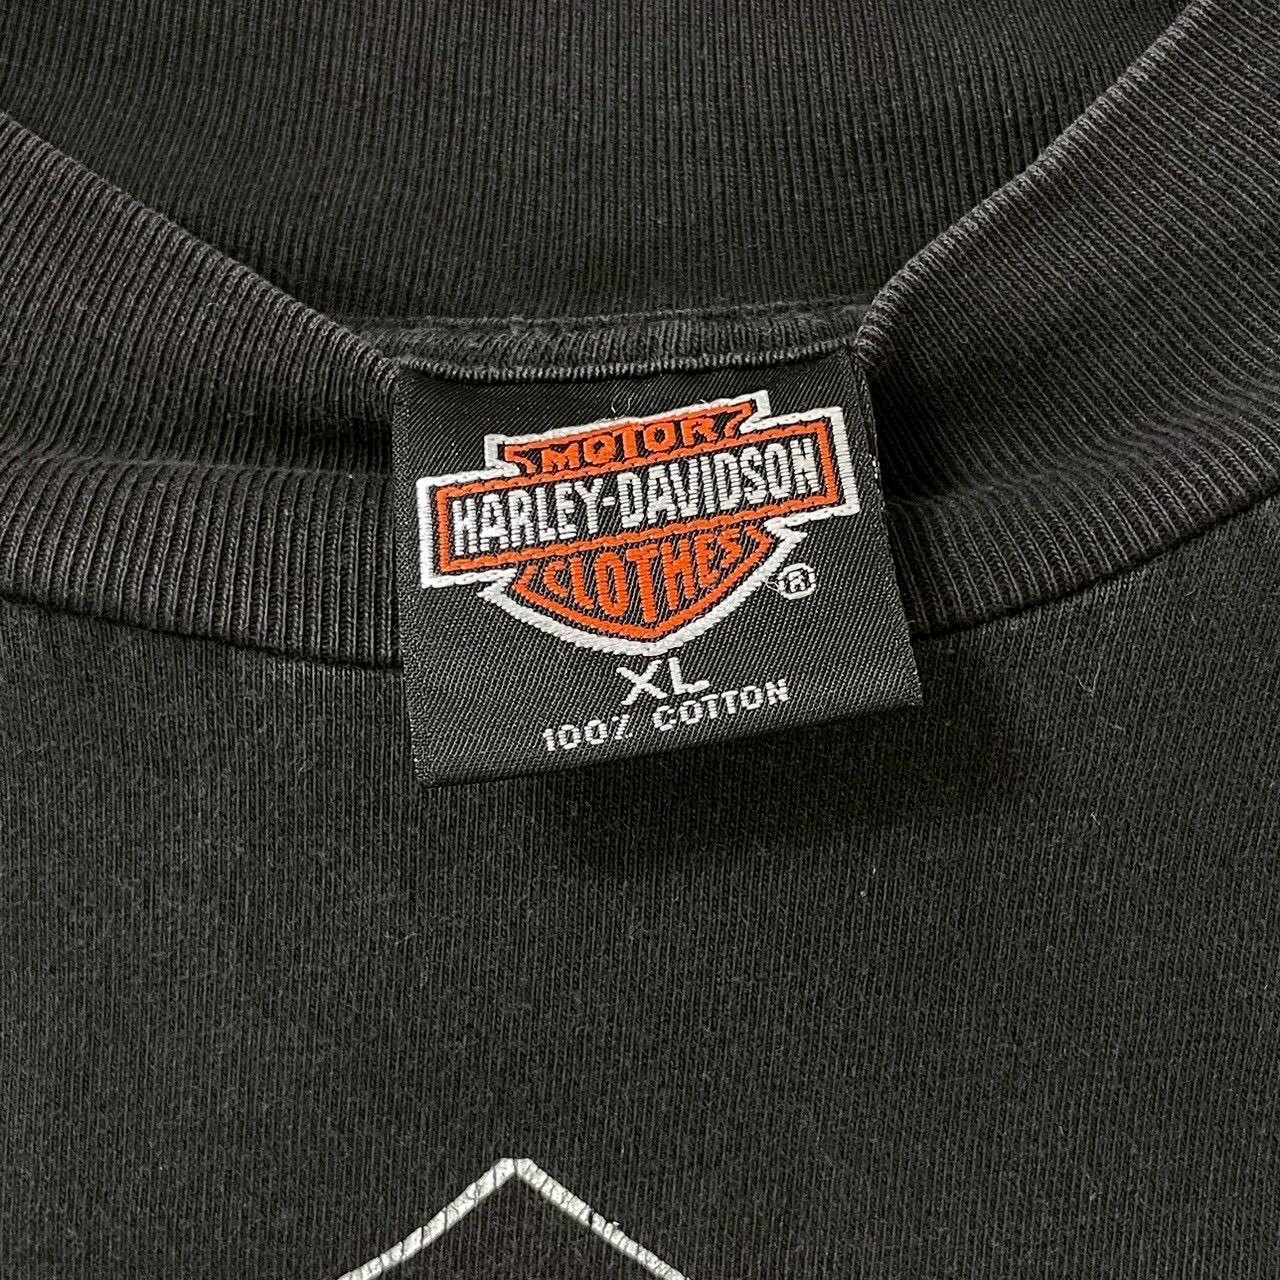 MOTOR
HARLEY-DAVIDSON
CLOTHES
®
XL
100% COTTON